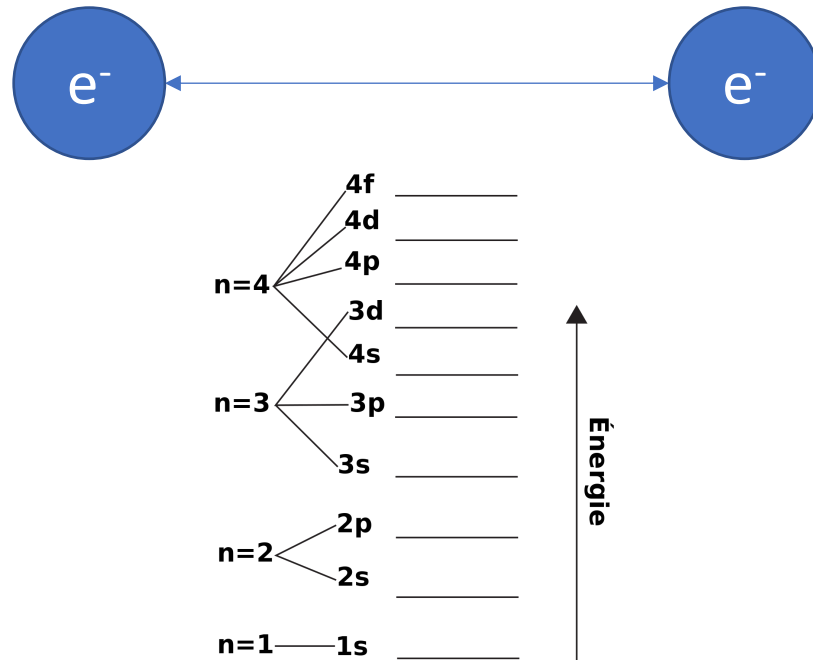 e⁻ e⁻
4f
4d
4p
n=4
3d
4s
n=3 3p
3s
2p
n=2
2s
n=1 1s
Énergie